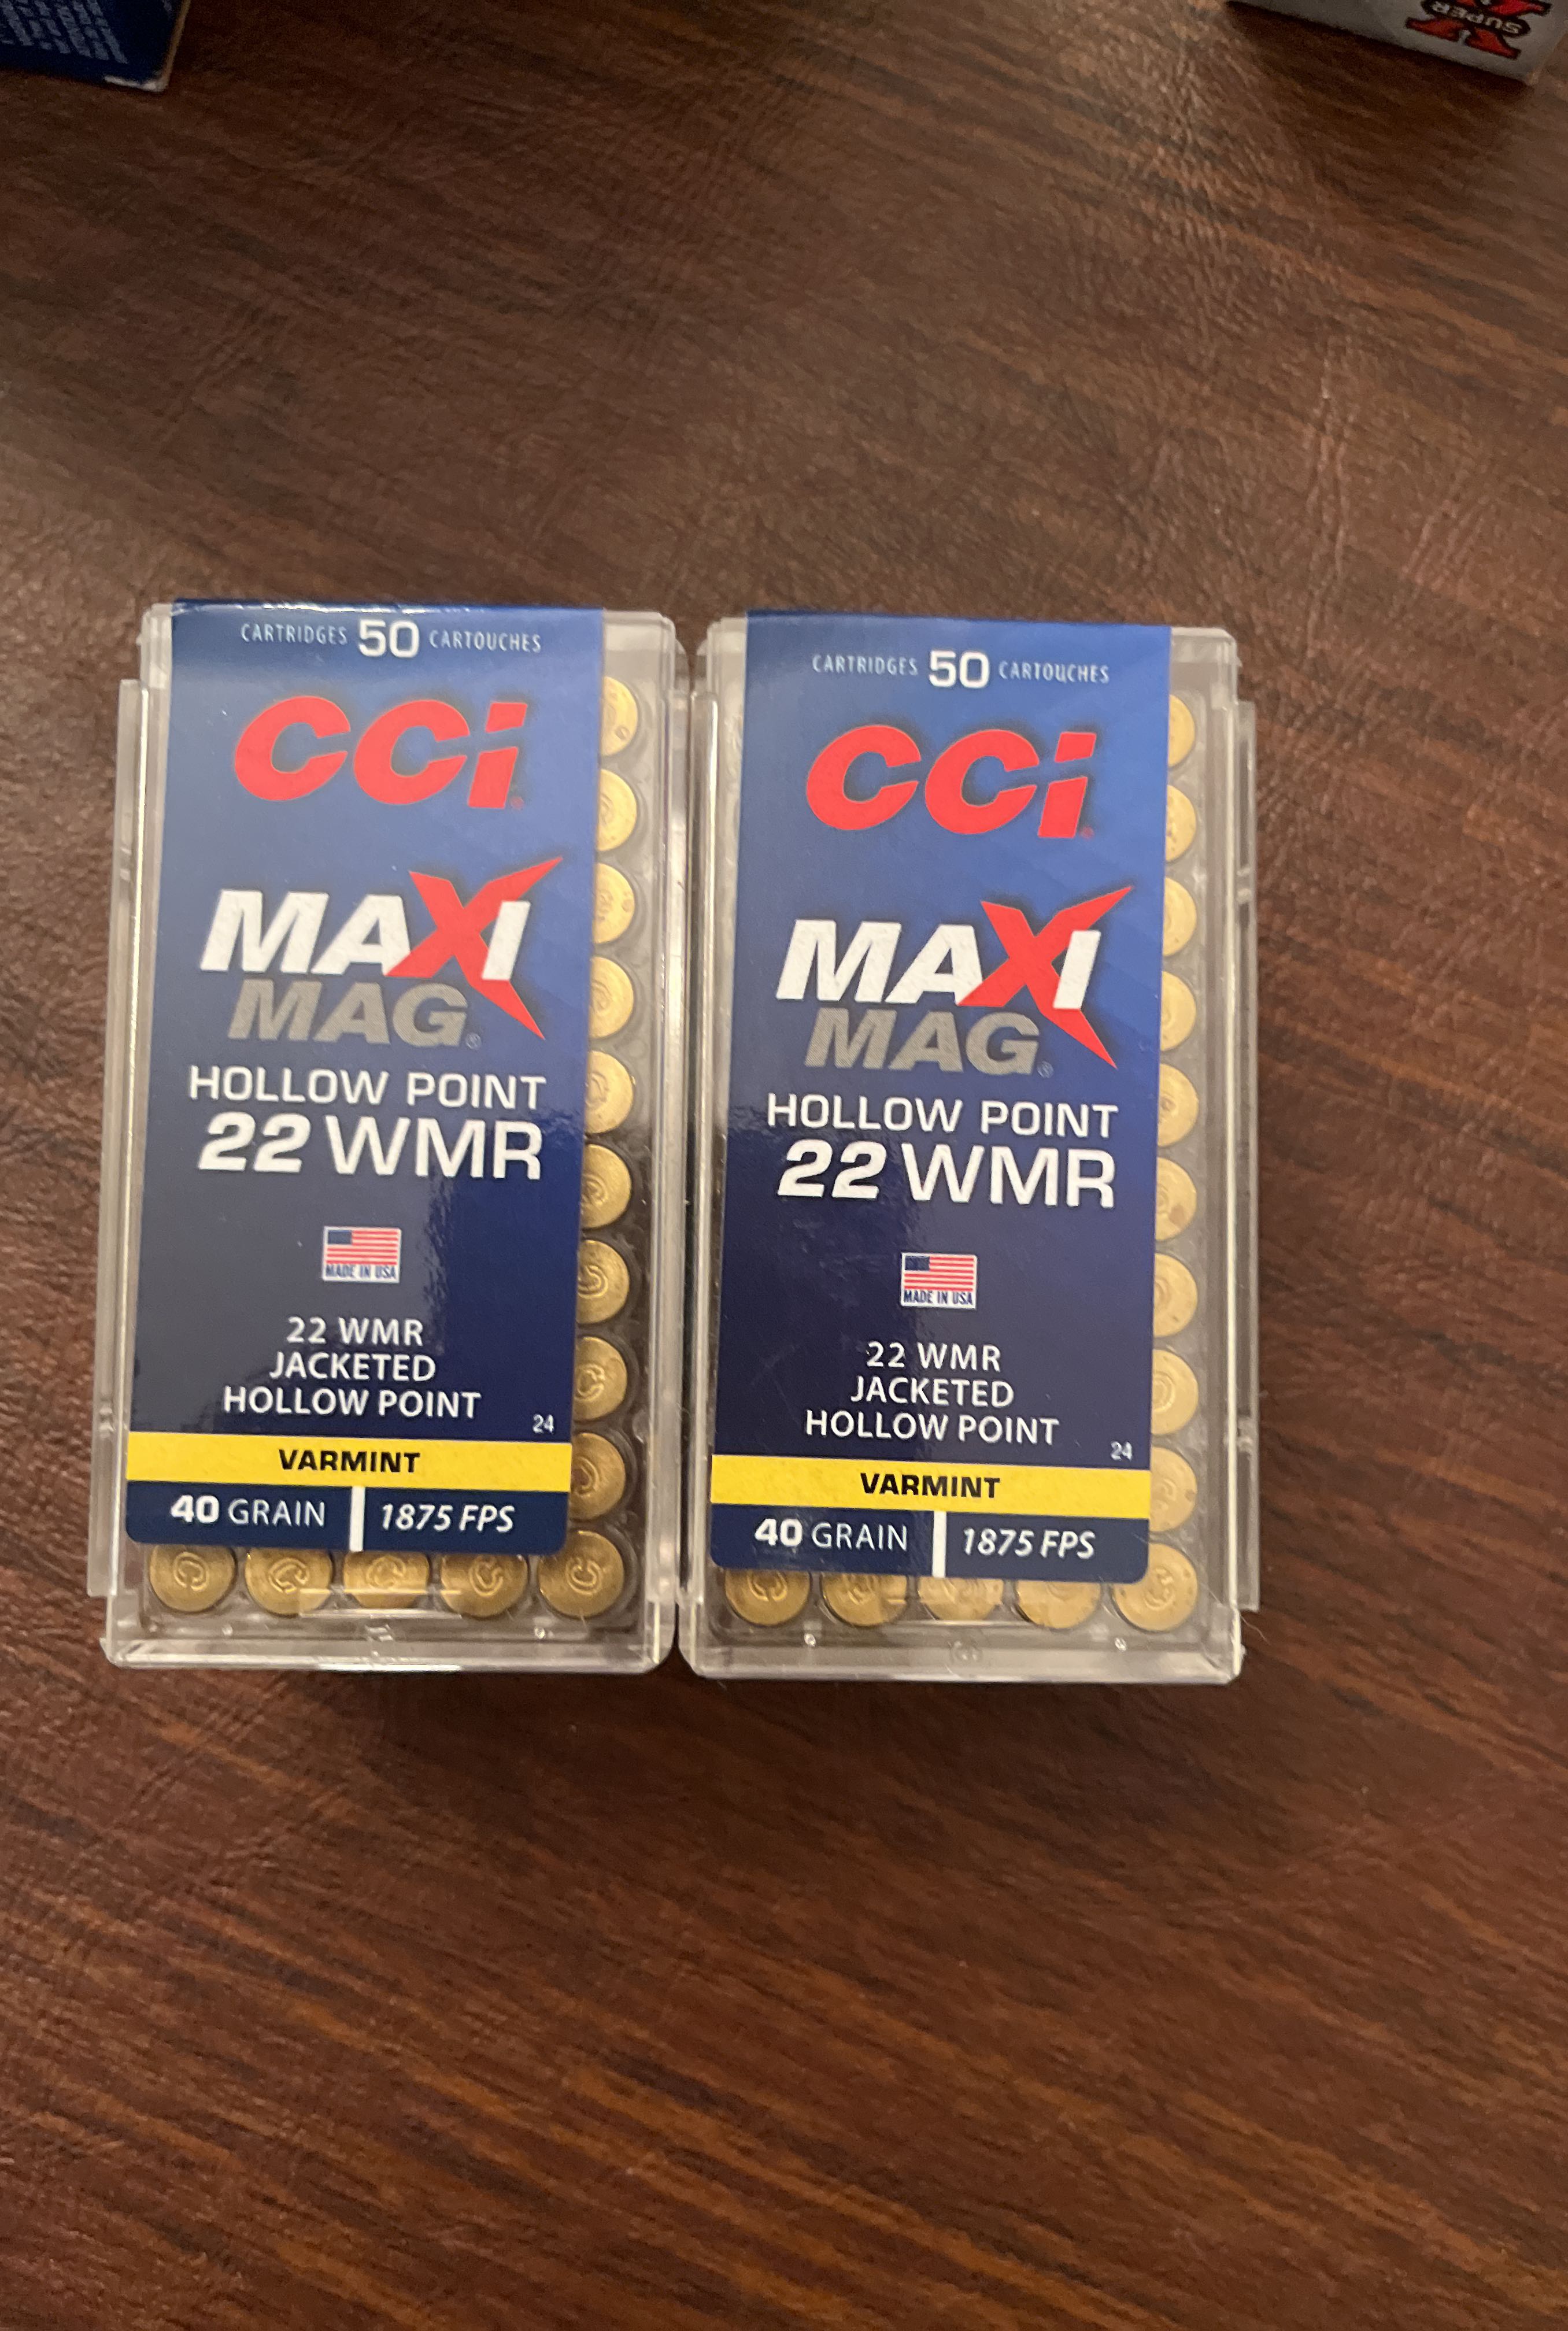 SUPER
X
CARTRIDGES 50 CARTOUCHES
CCi
MAXI
MAG®
HOLLOW POINT
22 WMR
MADE IN USA
22 WMR
JACKETED
HOLLOW POINT
24
VARMINT
40 GRAIN 1875 FPS
CARTRIDGES 50 CARTOUCHES
CCi
MAXI
MAG®
HOLLOW POINT
22 WMR
MADE IN USA
22 WMR
JACKETED
HOLLOW POINT
24
VARMINT
40 GRAIN 1875 FPS